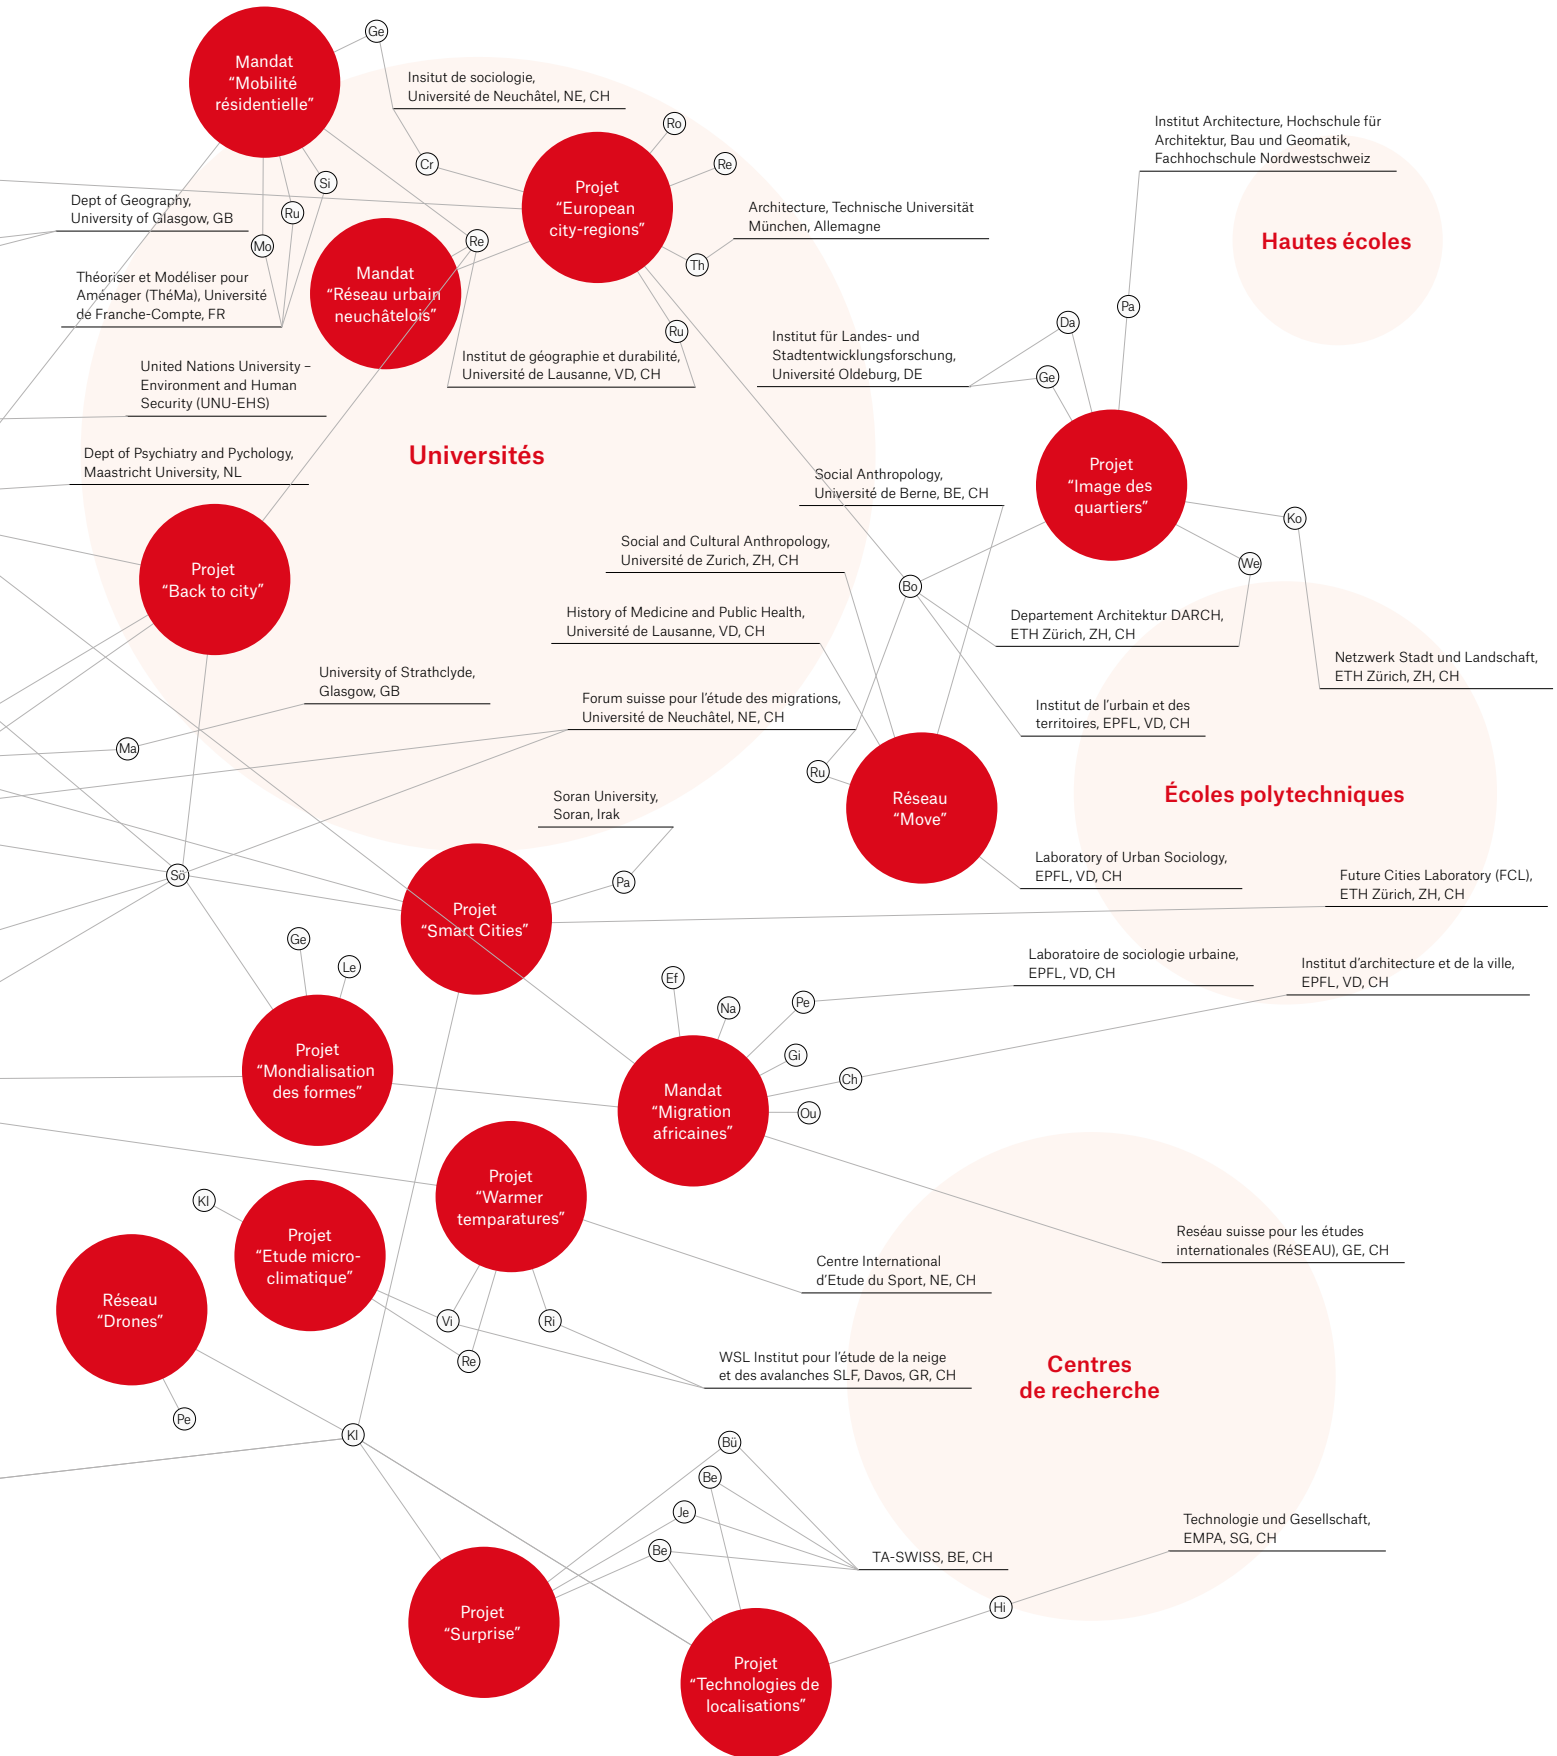 Ge
Mandat
“Mobilité
résidentielle”
Insitut de sociologie,
Université de Neuchâtel, NE, CH
Ro
Institut Architecture, Hochschule für
Architektur, Bau und Geomatik,
Fachhochschule Nordwestschweiz
Cr
Re
Si
Projet
“European
city-regions”
Dept of Geography,
University of Glasgow, GB
Ru
Mo
Re
Architecture, Technische Universität
München, Allemagne
Hautes écoles
Th
Mandat
“Réseau urbain
neuchâtelois”
Théoriser et Modéliser pour
Aménager (ThéMa), Université
de Franche-Compte, FR
Pa
Da
Ru
Institut für Landes- und
Stadtentwicklungsforschung,
Université Oldeburg, DE
Institut de géographie et durabilité,
Université de Lausanne, VD, CH
United Nations University –
Environment and Human
Security (UNU-EHS)
Ge
Universités
Dept of Psychiatry and Pychology,
Maastricht University, NL
Social Anthropology,
Université de Berne, BE, CH
Projet
“Image des
quartiers”
Ko
Social and Cultural Anthropology,
Université de Zurich, ZH, CH
We
Projet
“Back to city”
Bo
History of Medicine and Public Health,
Université de Lausanne, VD, CH
Departement Architektur DARCH,
ETH Zürich, ZH, CH
Netzwerk Stadt und Landschaft,
ETH Zürich, ZH, CH
University of Strathclyde,
Glasgow, GB
Forum suisse pour l’étude des migrations,
Université de Neuchâtel, NE, CH
Institut de l’urbain et des
territoires, EPFL, VD, CH
Ma
Ru
Réseau
“Move”
Écoles polytechniques
Soran University,
Soran, Irak
Laboratory of Urban Sociology,
EPFL, VD, CH
Sö
Pa
Future Cities Laboratory (FCL),
ETH Zürich, ZH, CH
Projet
“Smart Cities”
Ge
Le
Laboratoire de sociologie urbaine,
EPFL, VD, CH
Institut d’architecture et de la ville,
EPFL, VD, CH
Ef
Na
Pe
Projet
“Mondialisation
des formes”
Gi
Ch
Mandat
“Migration
africaines”
Ou
Projet
“Warmer
temparatures”
Kl
Projet
“Etude micro-
climatique”
Reséau suisse pour les études
internationales (RéSEAU), GE, CH
Centre International
d’Etude du Sport, NE, CH
Réseau
“Drones”
Vi
Ri
Re
WSL Institut pour l’étude de la neige
et des avalanches SLF, Davos, GR, CH
Centres
de recherche
Pe
Kl
Bü
Be
Je
Be
TA-SWISS, BE, CH
Technologie und Gesellschaft,
EMPA, SG, CH
Hi
Projet
“Surprise”
Projet
“Technologies de
localisations”